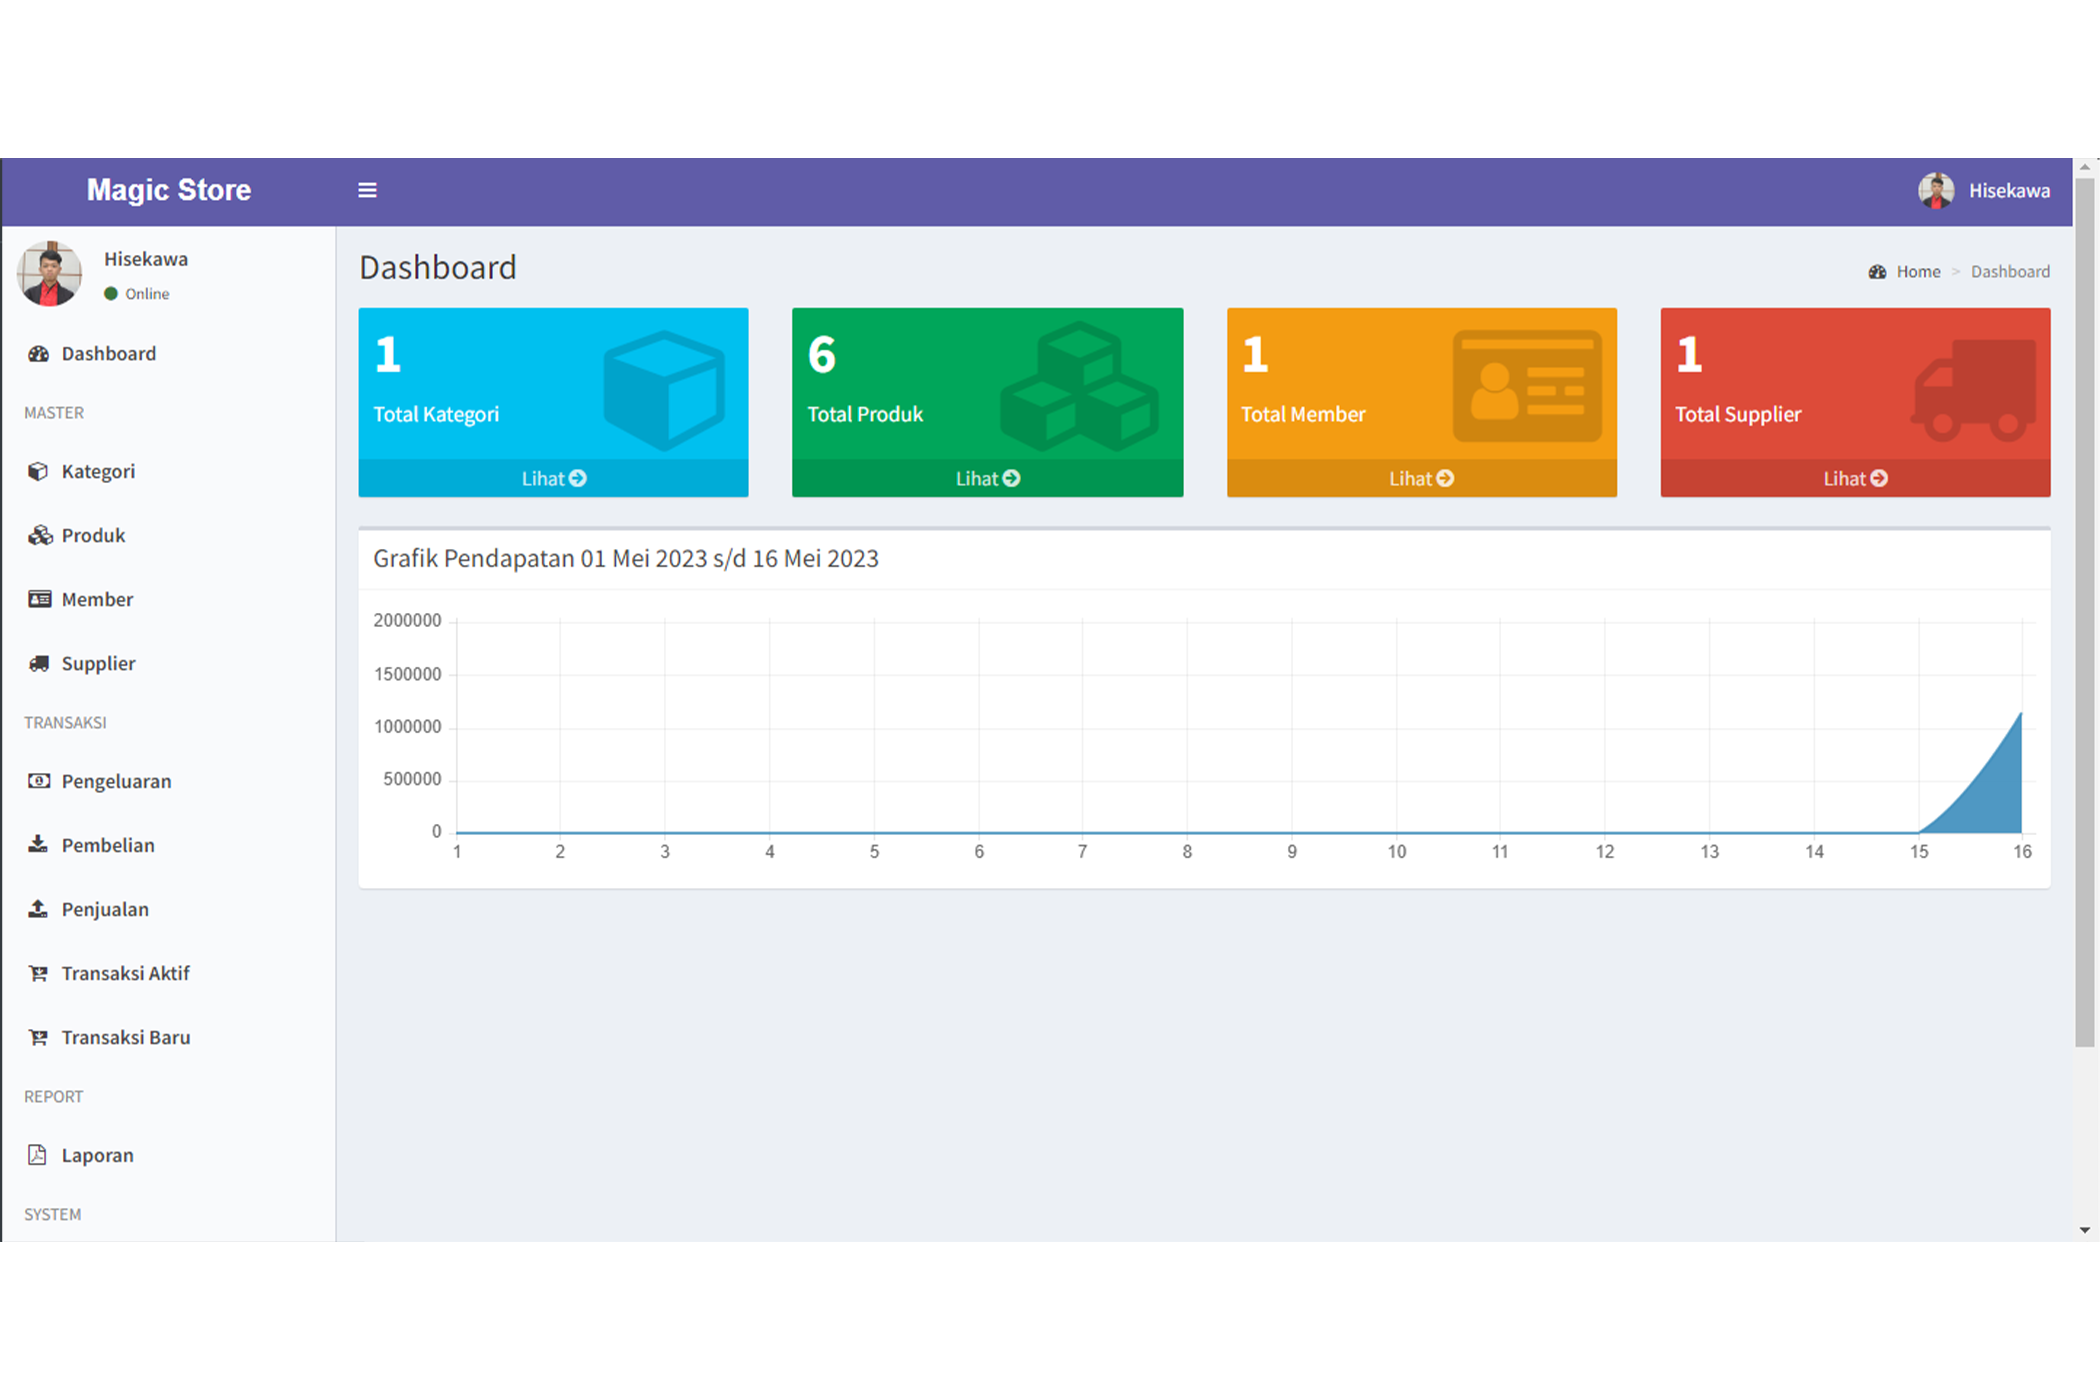 Magic Store
Hisekawa
Hisekawa
Online
Dashboard
MASTER
Kategori
Produk
Member
Supplier
TRANSAKSI
Pengeluaran
Pembelian
Penjualan
Transaksi Aktif
Transaksi Baru
REPORT
Laporan
SYSTEM
Dashboard
Home > Dashboard
1
Total Kategori
Lihat
6
Total Produk
Lihat
1
Total Member
Lihat
1
Total Supplier
Lihat
Grafik Pendapatan 01 Mei 2023 s/d 16 Mei 2023
2000000
1500000
1000000
500000
0
1 2 3 4 5 6 7 8 9 10 11 12 13 14 15 16